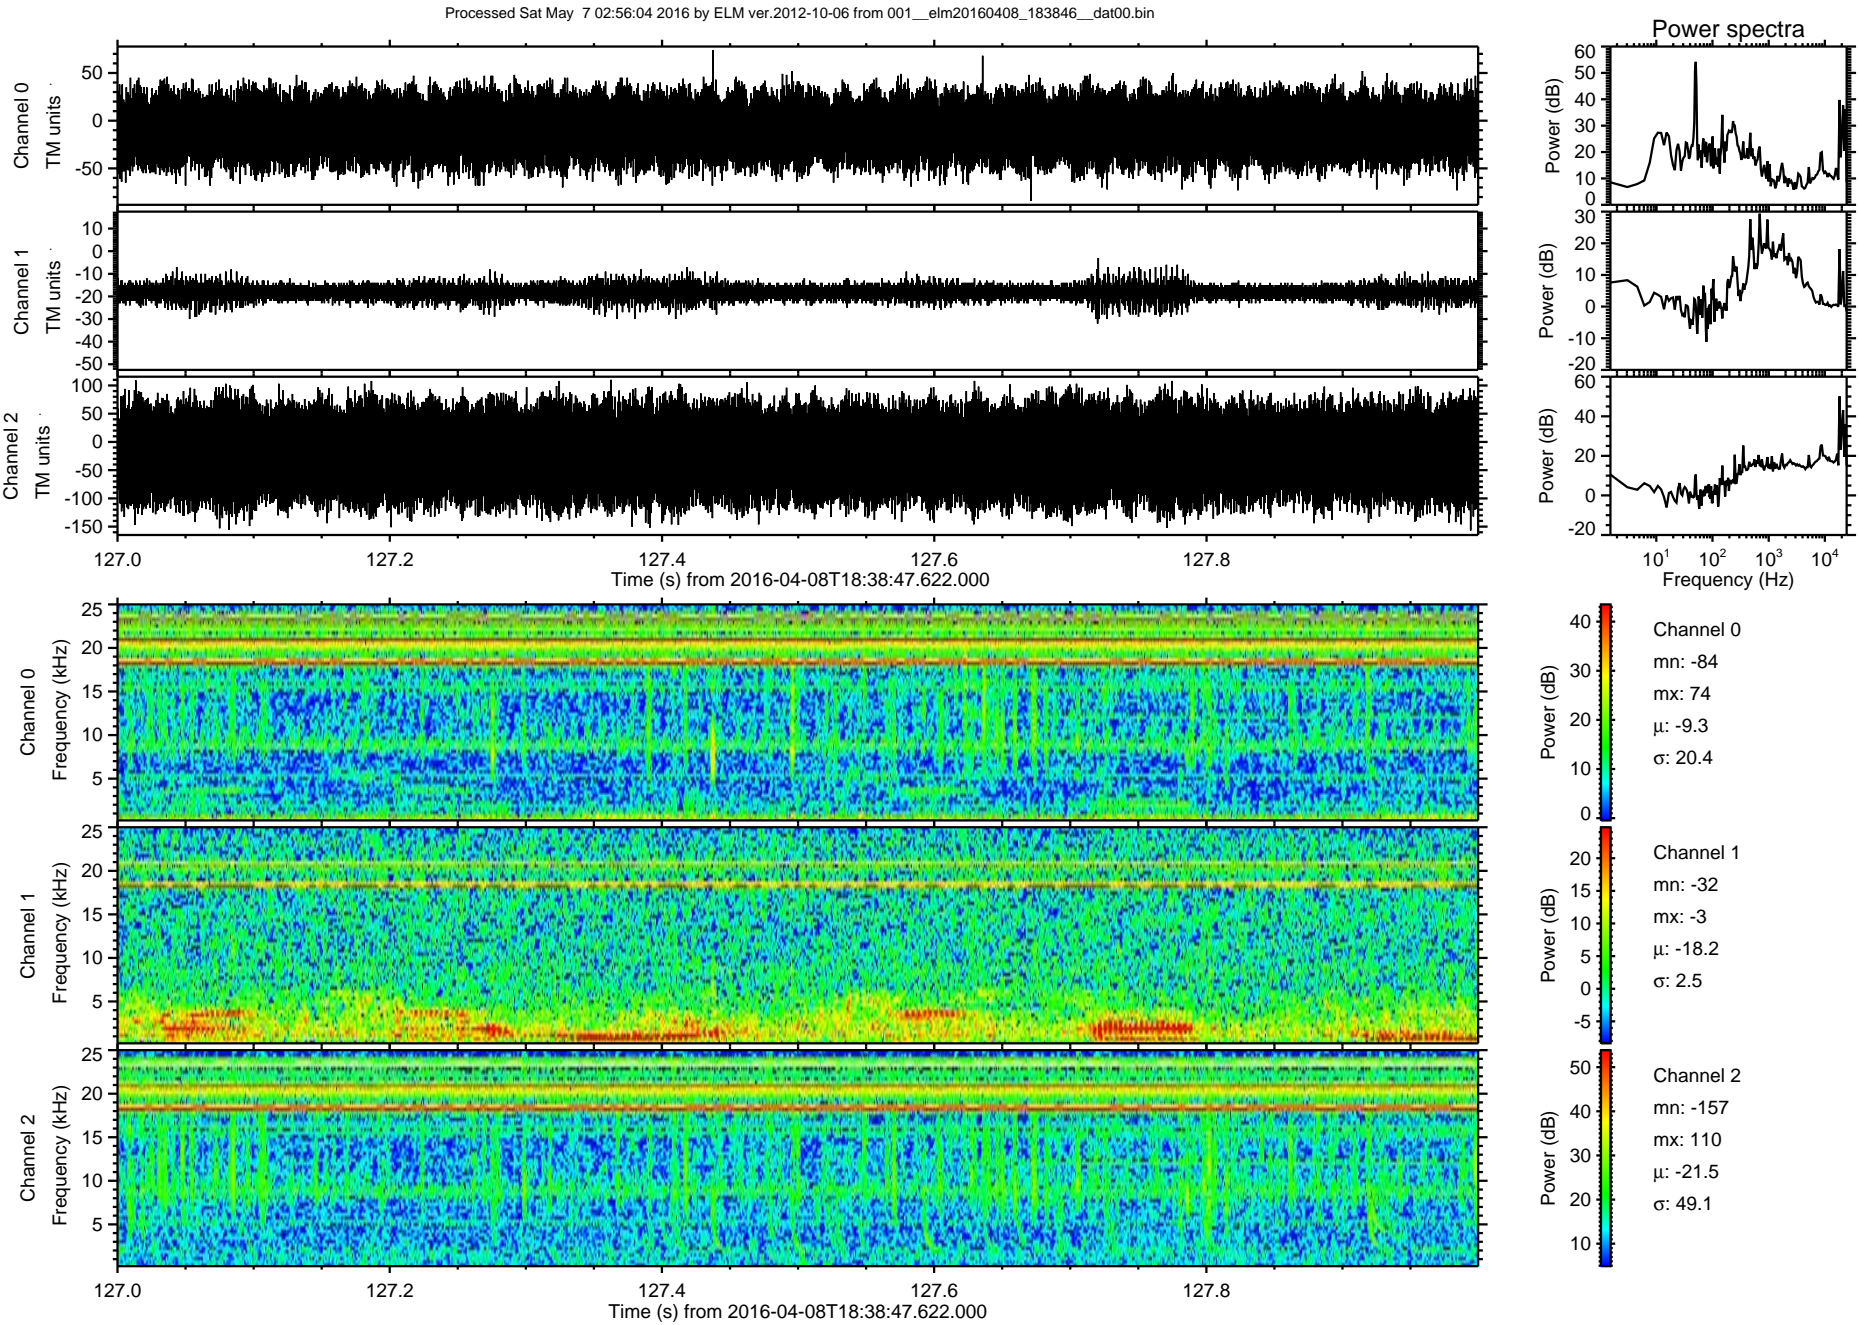 Processed Sat May  7 02:56:04 2016 by ELM ver.2012-10-06 from 001__elm20160408_183846__dat00.bin
Power spectra
Channel 0
TM units
50
0
-50
Power (dB)
60
50
40
30
20
10
0
Channel 1
TM units
10
0
-10
-20
-30
-40
-50
Power (dB)
30
20
10
0
-10
-20
Channel 2
TM units
100
50
0
-50
-100
-150
Power (dB)
60
40
20
0
-20
127.0 127.2 127.4 127.6 127.8
Time (s) from 2016-04-08T18:38:47.622.000
10^1 10^2 10^3 10^4
Frequency (Hz)
Channel 0
Frequency (kHz)
25
20
15
10
5
Power (dB)
40
30
20
10
0
Channel 0
mn: -84
mx: 74
μ: -9.3
σ: 20.4
Channel 1
Frequency (kHz)
25
20
15
10
5
Power (dB)
20
15
10
5
0
-5
Channel 1
mn: -32
mx: -3
μ: -18.2
σ: 2.5
Channel 2
Frequency (kHz)
25
20
15
10
5
Power (dB)
50
40
30
20
10
Channel 2
mn: -157
mx: 110
μ: -21.5
σ: 49.1
127.0 127.2 127.4 127.6 127.8
Time (s) from 2016-04-08T18:38:47.622.000